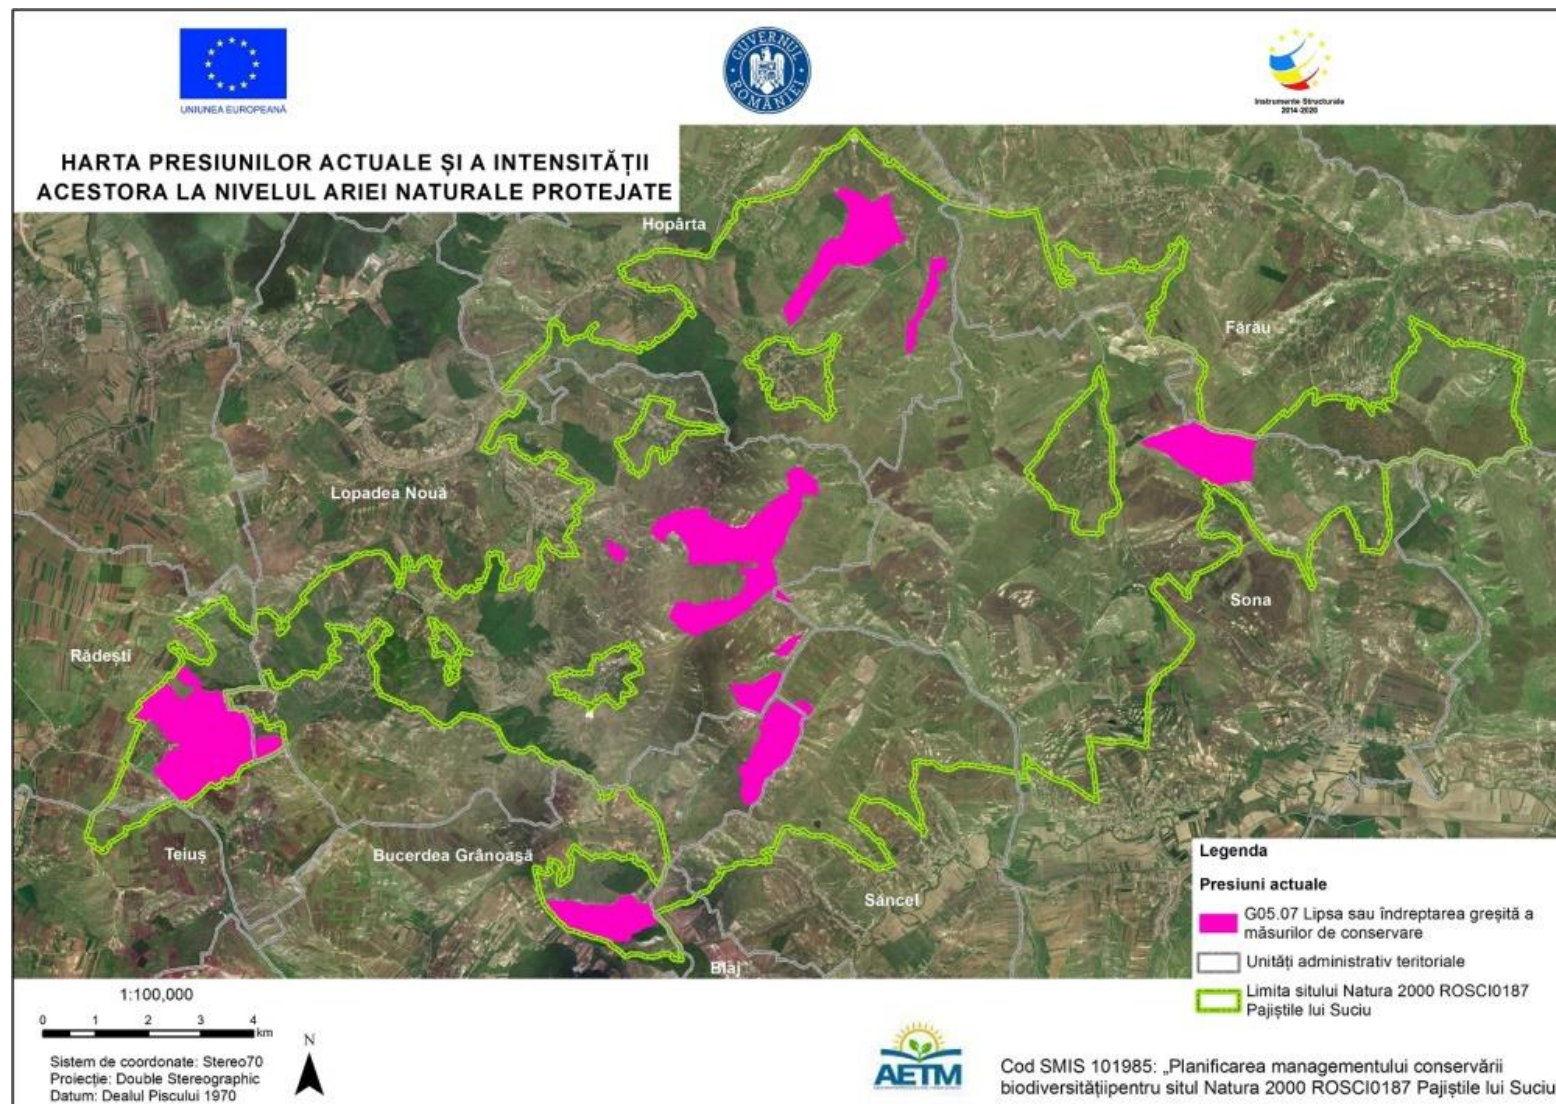 UNIUNEA EUROPEANĂ
GUVERNUL ROMÂNIEI
Instrumente Structurale
2014-2020
HARTA PRESIUNILOR ACTUALE ȘI A INTENSITĂȚII
ACESTORA LA NIVELUL ARIEI NATURALE PROTEJATE
Hopârta
Fărău
Lopadea Nouă
Sona
Rădești
Teiuș
Bucerdea Grânoasă
Sâncel
Blaj
Legenda
Presiuni actuale
G05.07 Lipsa sau îndreptarea greșită a
măsurilor de conservare
Unități administrativ teritoriale
Limita sitului Natura 2000 ROSCI0187
Pajiștile lui Suciu
1:100,000
0 1 2 3 4
km
N
Sistem de coordonate: Stereo70
Proiecție: Double Stereographic
Datum: Dealul Piscului 1970
AETM
Cod SMIS 101985: „Planificarea managementului conservării
biodiversitățiipentru situl Natura 2000 ROSCI0187 Pajiștile lui Suciu